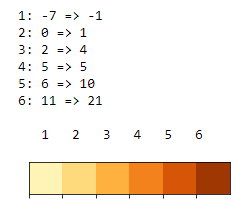 1: -7 => -1
2: 0 => 1
3: 2 => 4
4: 5 => 5
5: 6 => 10
6: 11 => 21
1 2 3 4 5 6